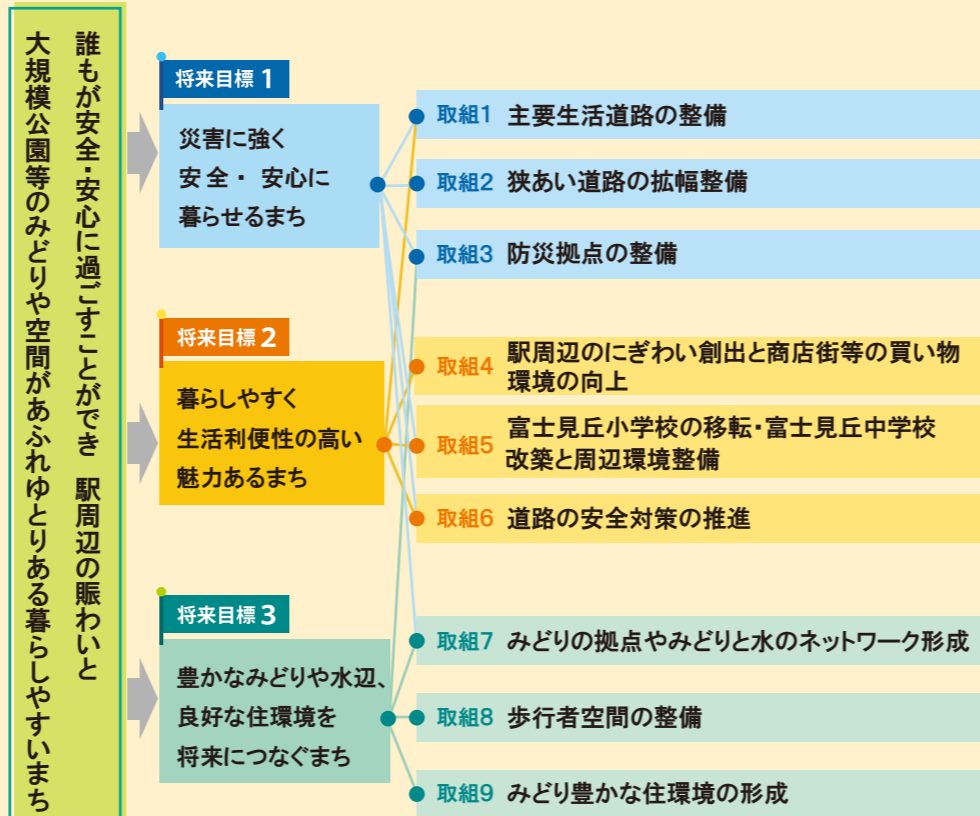 誰もが安全・安心に過ごすことができ 駅周辺の賑わいと
大規模公園等のみどりや空間があふれゆとりある暮らしやすいまち
将来目標 1
災害に強く
安全・ 安心に
暮らせるまち
取組1 主要生活道路の整備
取組2 狭あい道路の拡幅整備
取組3 防災拠点の整備
将来目標 2
暮らしやすく
生活利便性の高い
魅力あるまち
取組4 駅周辺のにぎわい創出と商店街等の買い物
環境の向上
取組5 富士見丘小学校の移転・富士見丘中学校
改築と周辺環境整備
取組6 道路の安全対策の推進
将来目標 3
豊かなみどりや水辺、
良好な住環境を
将来につなぐまち
取組7 みどりの拠点やみどりと水のネットワーク形成
取組8 歩行者空間の整備
取組9 みどり豊かな住環境の形成